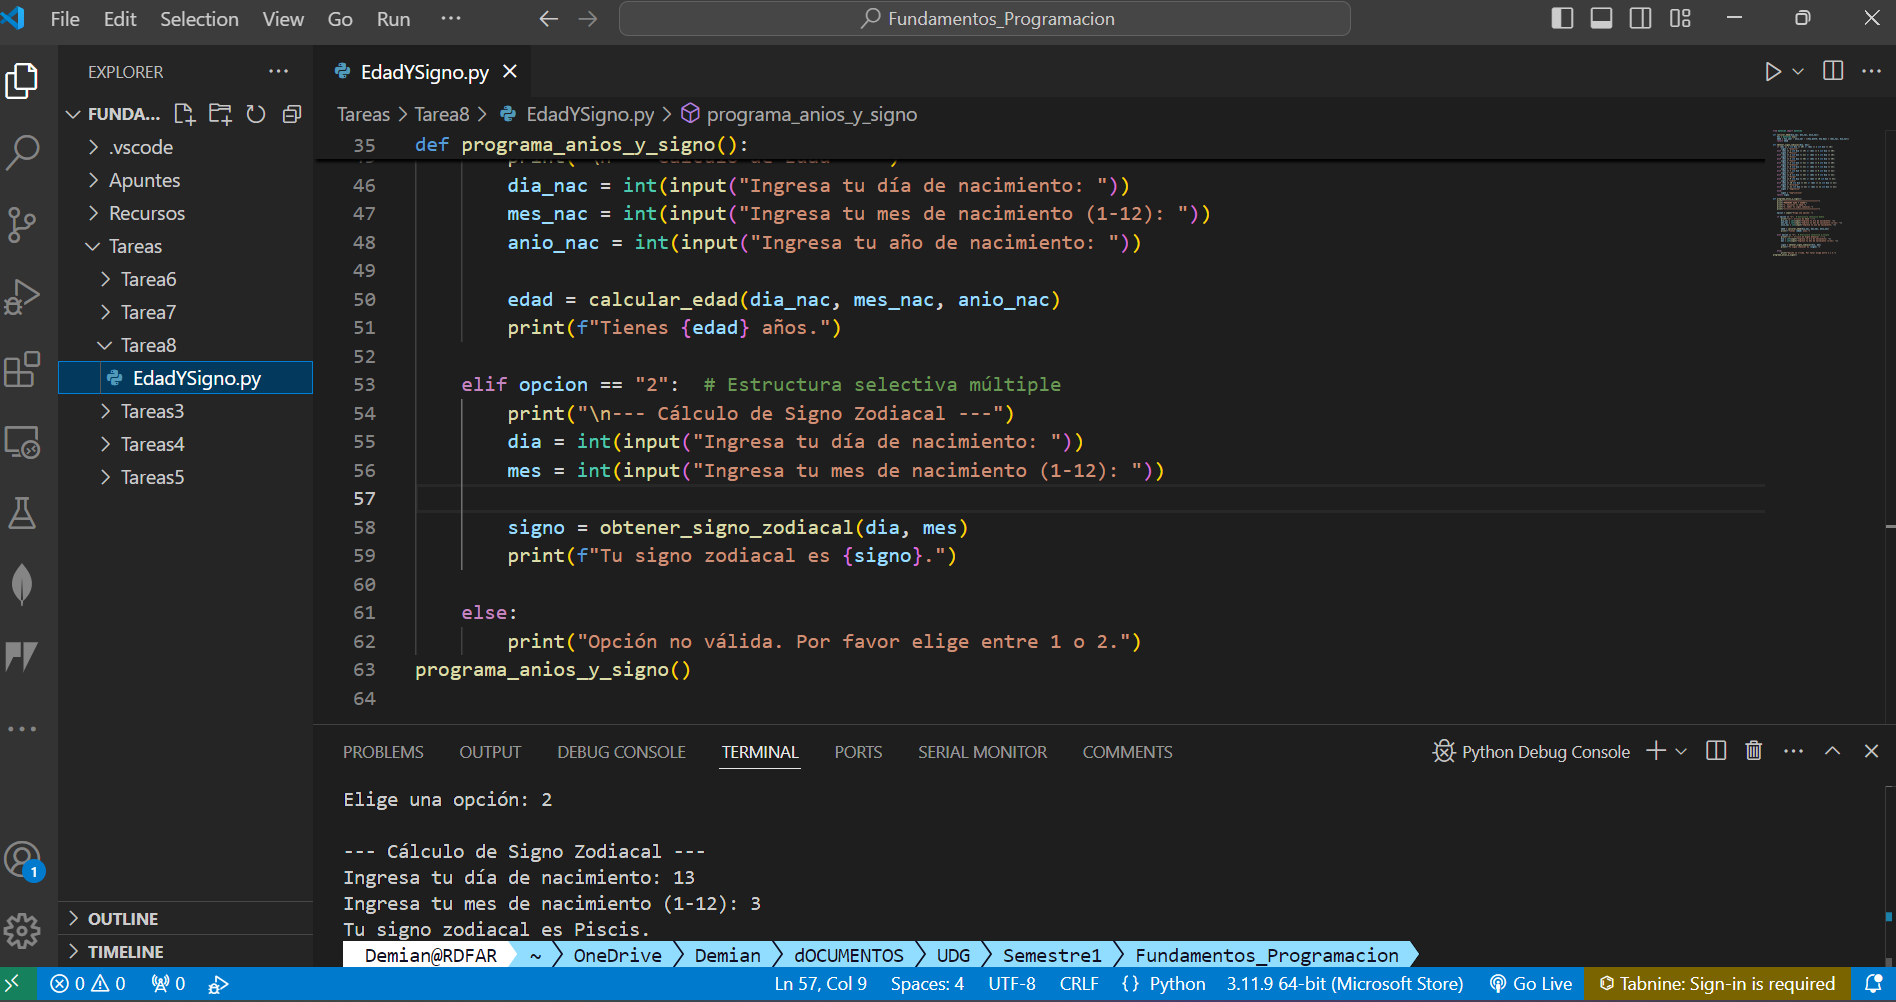 File Edit Selection View Go Run ···
Fundamentos_Programacion
EXPLORER ···
FUNDA...
.vscode
Apuntes
Recursos
Tareas
Tarea6
Tarea7
Tarea8
EdadYSigno.py
Tareas3
Tareas4
Tareas5
OUTLINE
TIMELINE
1
EdadYSigno.py
Tareas > Tarea8 > EdadYSigno.py > programa_anios_y_signo
35 def programa_anios_y_signo():
46 dia_nac = int(input("Ingresa tu día de nacimiento: "))
47 mes_nac = int(input("Ingresa tu mes de nacimiento (1-12): "))
48 anio_nac = int(input("Ingresa tu año de nacimiento: "))
49
50 edad = calcular_edad(dia_nac, mes_nac, anio_nac)
51 print(f"Tienes {edad} años.")
52
53 elif opcion == "2":  # Estructura selectiva múltiple
54 print("\n--- Cálculo de Signo Zodiacal ---")
55 dia = int(input("Ingresa tu día de nacimiento: "))
56 mes = int(input("Ingresa tu mes de nacimiento (1-12): "))
57
58 signo = obtener_signo_zodiacal(dia, mes)
59 print(f"Tu signo zodiacal es {signo}.")
60
61 else:
62 print("Opción no válida. Por favor elige entre 1 o 2.")
63 programa_anios_y_signo()
64
PROBLEMS OUTPUT DEBUG CONSOLE TERMINAL PORTS SERIAL MONITOR COMMENTS
Python Debug Console
Elige una opción: 2
--- Cálculo de Signo Zodiacal ---
Ingresa tu día de nacimiento: 13
Ingresa tu mes de nacimiento (1-12): 3
Tu signo zodiacal es Piscis.
Demian@RDFAR ~ OneDrive Demian dOCUMENTOS UDG Semestre1 Fundamentos_Programacion
0 0 0 Ln 57, Col 9 Spaces: 4 UTF-8 CRLF {} Python 3.11.9 64-bit (Microsoft Store) Go Live Tabnine: Sign-in is required